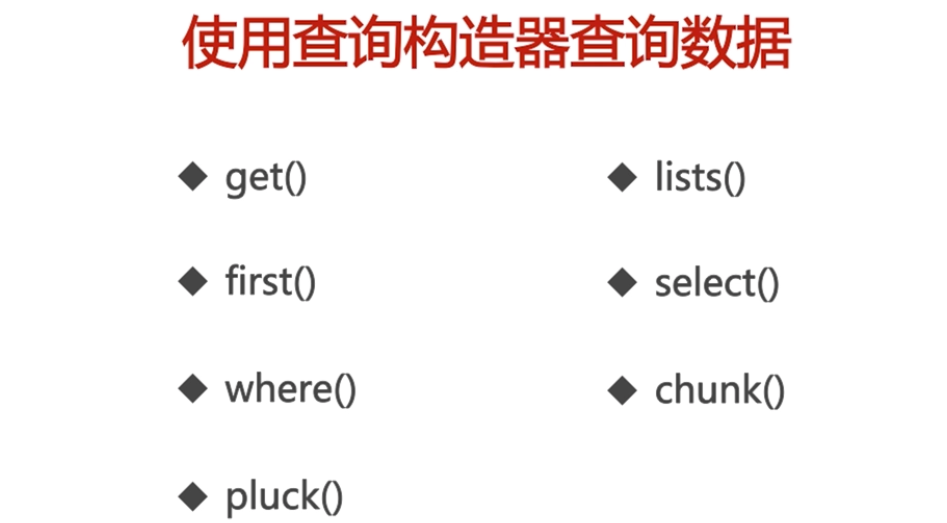 使用查询构造器查询数据
◆ get()
◆ first()
◆ where()
◆ pluck()
◆ lists()
◆ select()
◆ chunk()